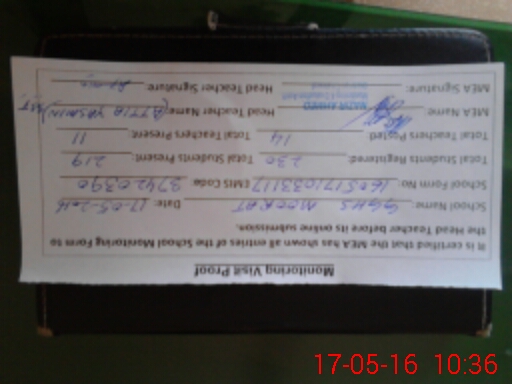 Monitoring Visit Proof
It is certified that the MEA has shown all entries of the School Monitoring Form to
the Head Teacher before its online submission.
School Name GGHS MOORAT Date: 17-05-2016
School Form No: 1605171033117 EMIS Code: 37420390
Total Students Registered: 230 Total Students Present: 219
Total Teachers Posted: 14 Total Teachers Present: 11
MEA Name: Head Teacher Name: (ATTIA YASMIN)
MEA Signature: Head Teacher Signature:
17-05-16 10:36